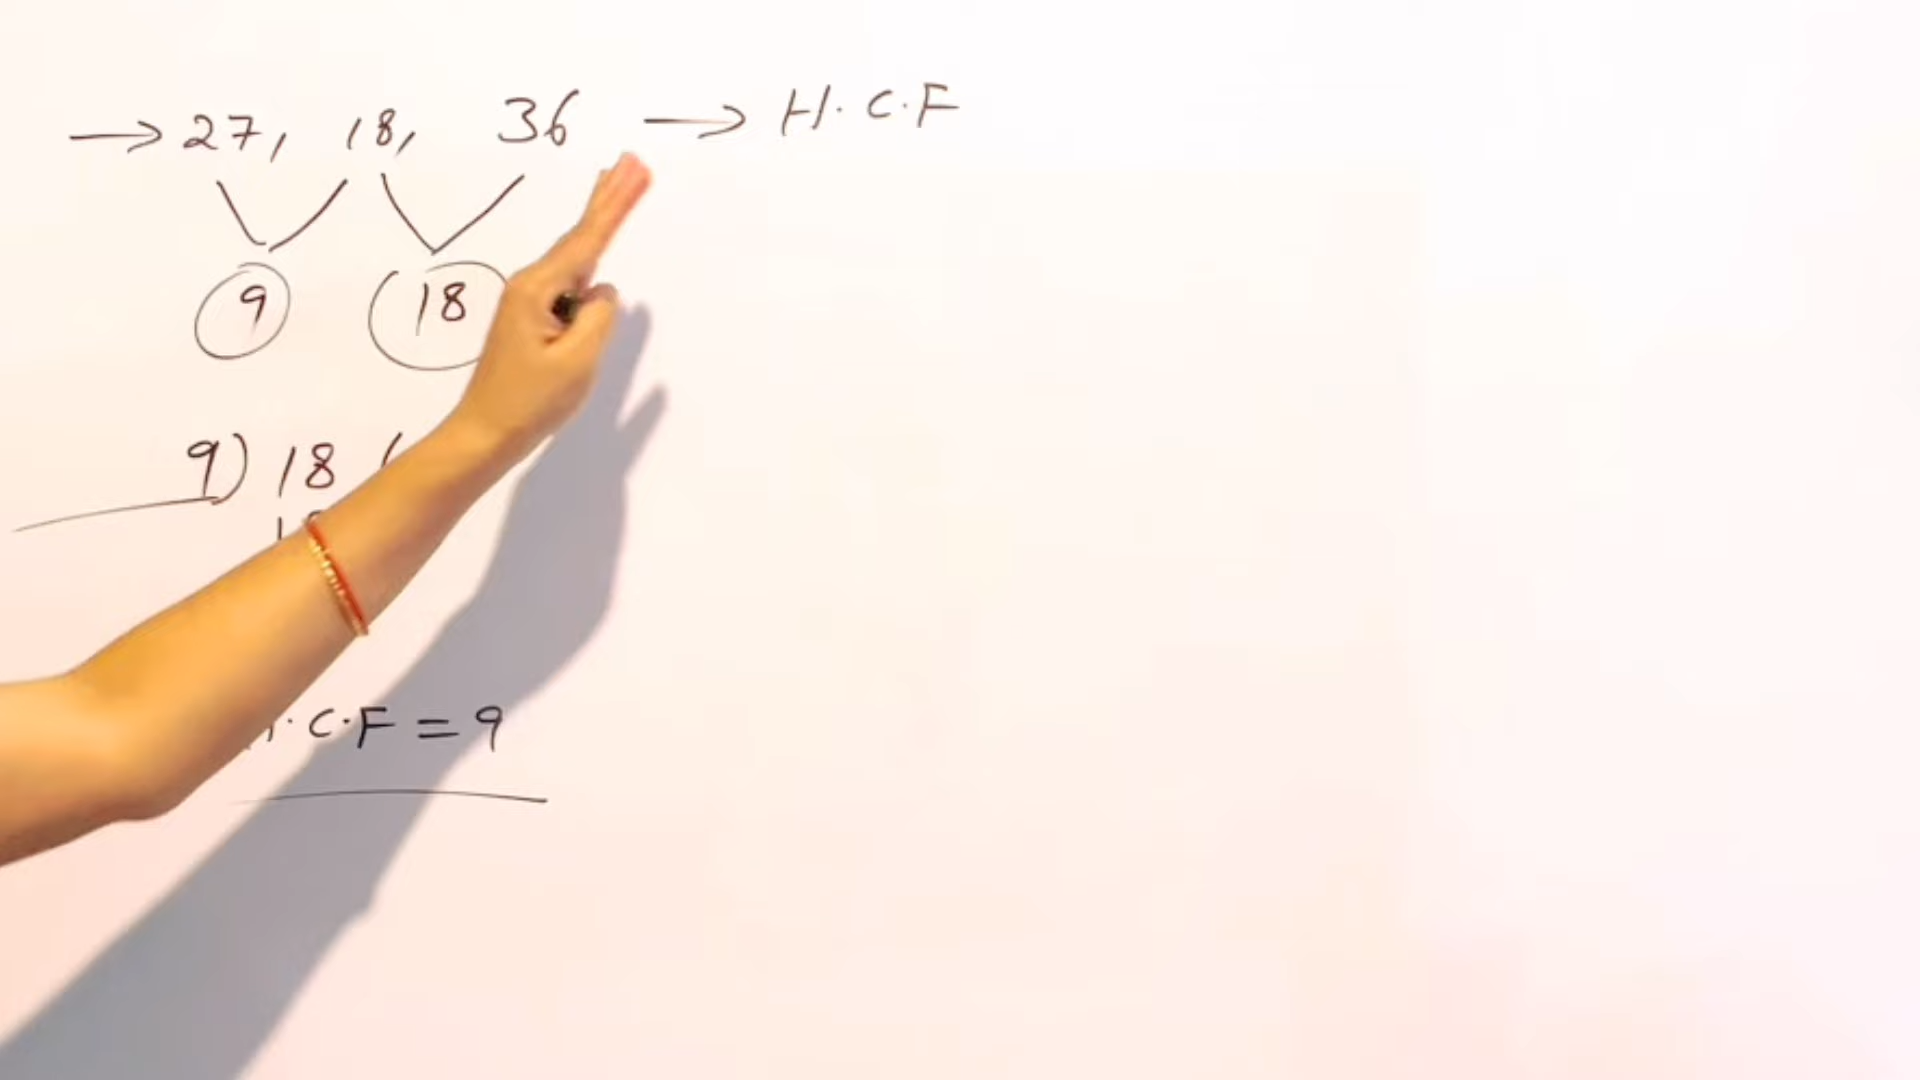 → 27, 18, 36 → H.C.F
9 18
9) 18 (
.C.F = 9